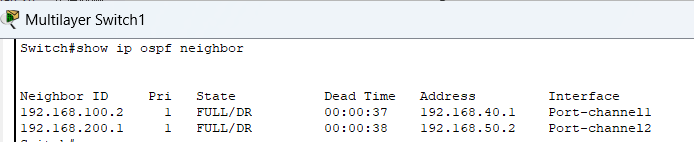 Multilayer Switch1
Switch#show ip ospf neighbor
Neighbor ID Pri State Dead Time Address Interface
192.168.100.2 1 FULL/DR 00:00:37 192.168.40.1 Port-channel1
192.168.200.1 1 FULL/DR 00:00:38 192.168.50.2 Port-channel2